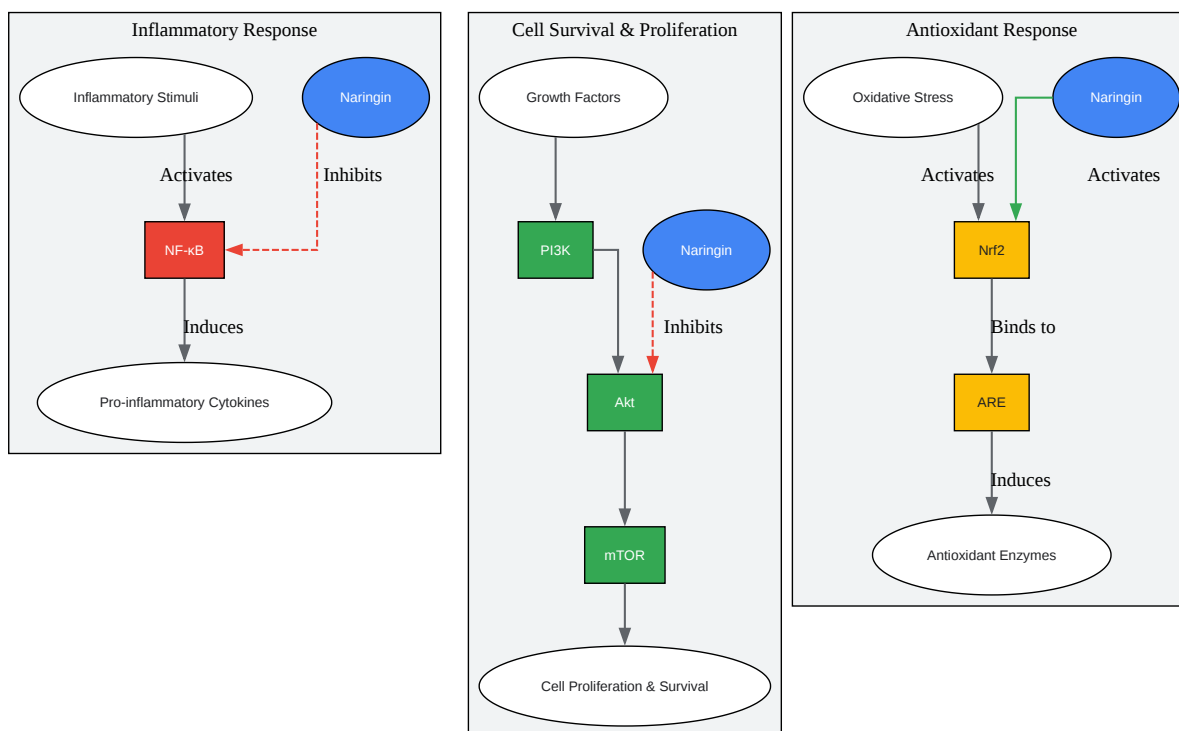 Inflammatory Response
Inflammatory Stimuli
Naringin
Activates
Inhibits
NF-κB
Induces
Pro-inflammatory Cytokines
Cell Survival & Proliferation
Growth Factors
PI3K
Naringin
Inhibits
Akt
mTOR
Cell Proliferation & Survival
Antioxidant Response
Oxidative Stress
Naringin
Activates
Activates
Nrf2
Binds to
ARE
Induces
Antioxidant Enzymes